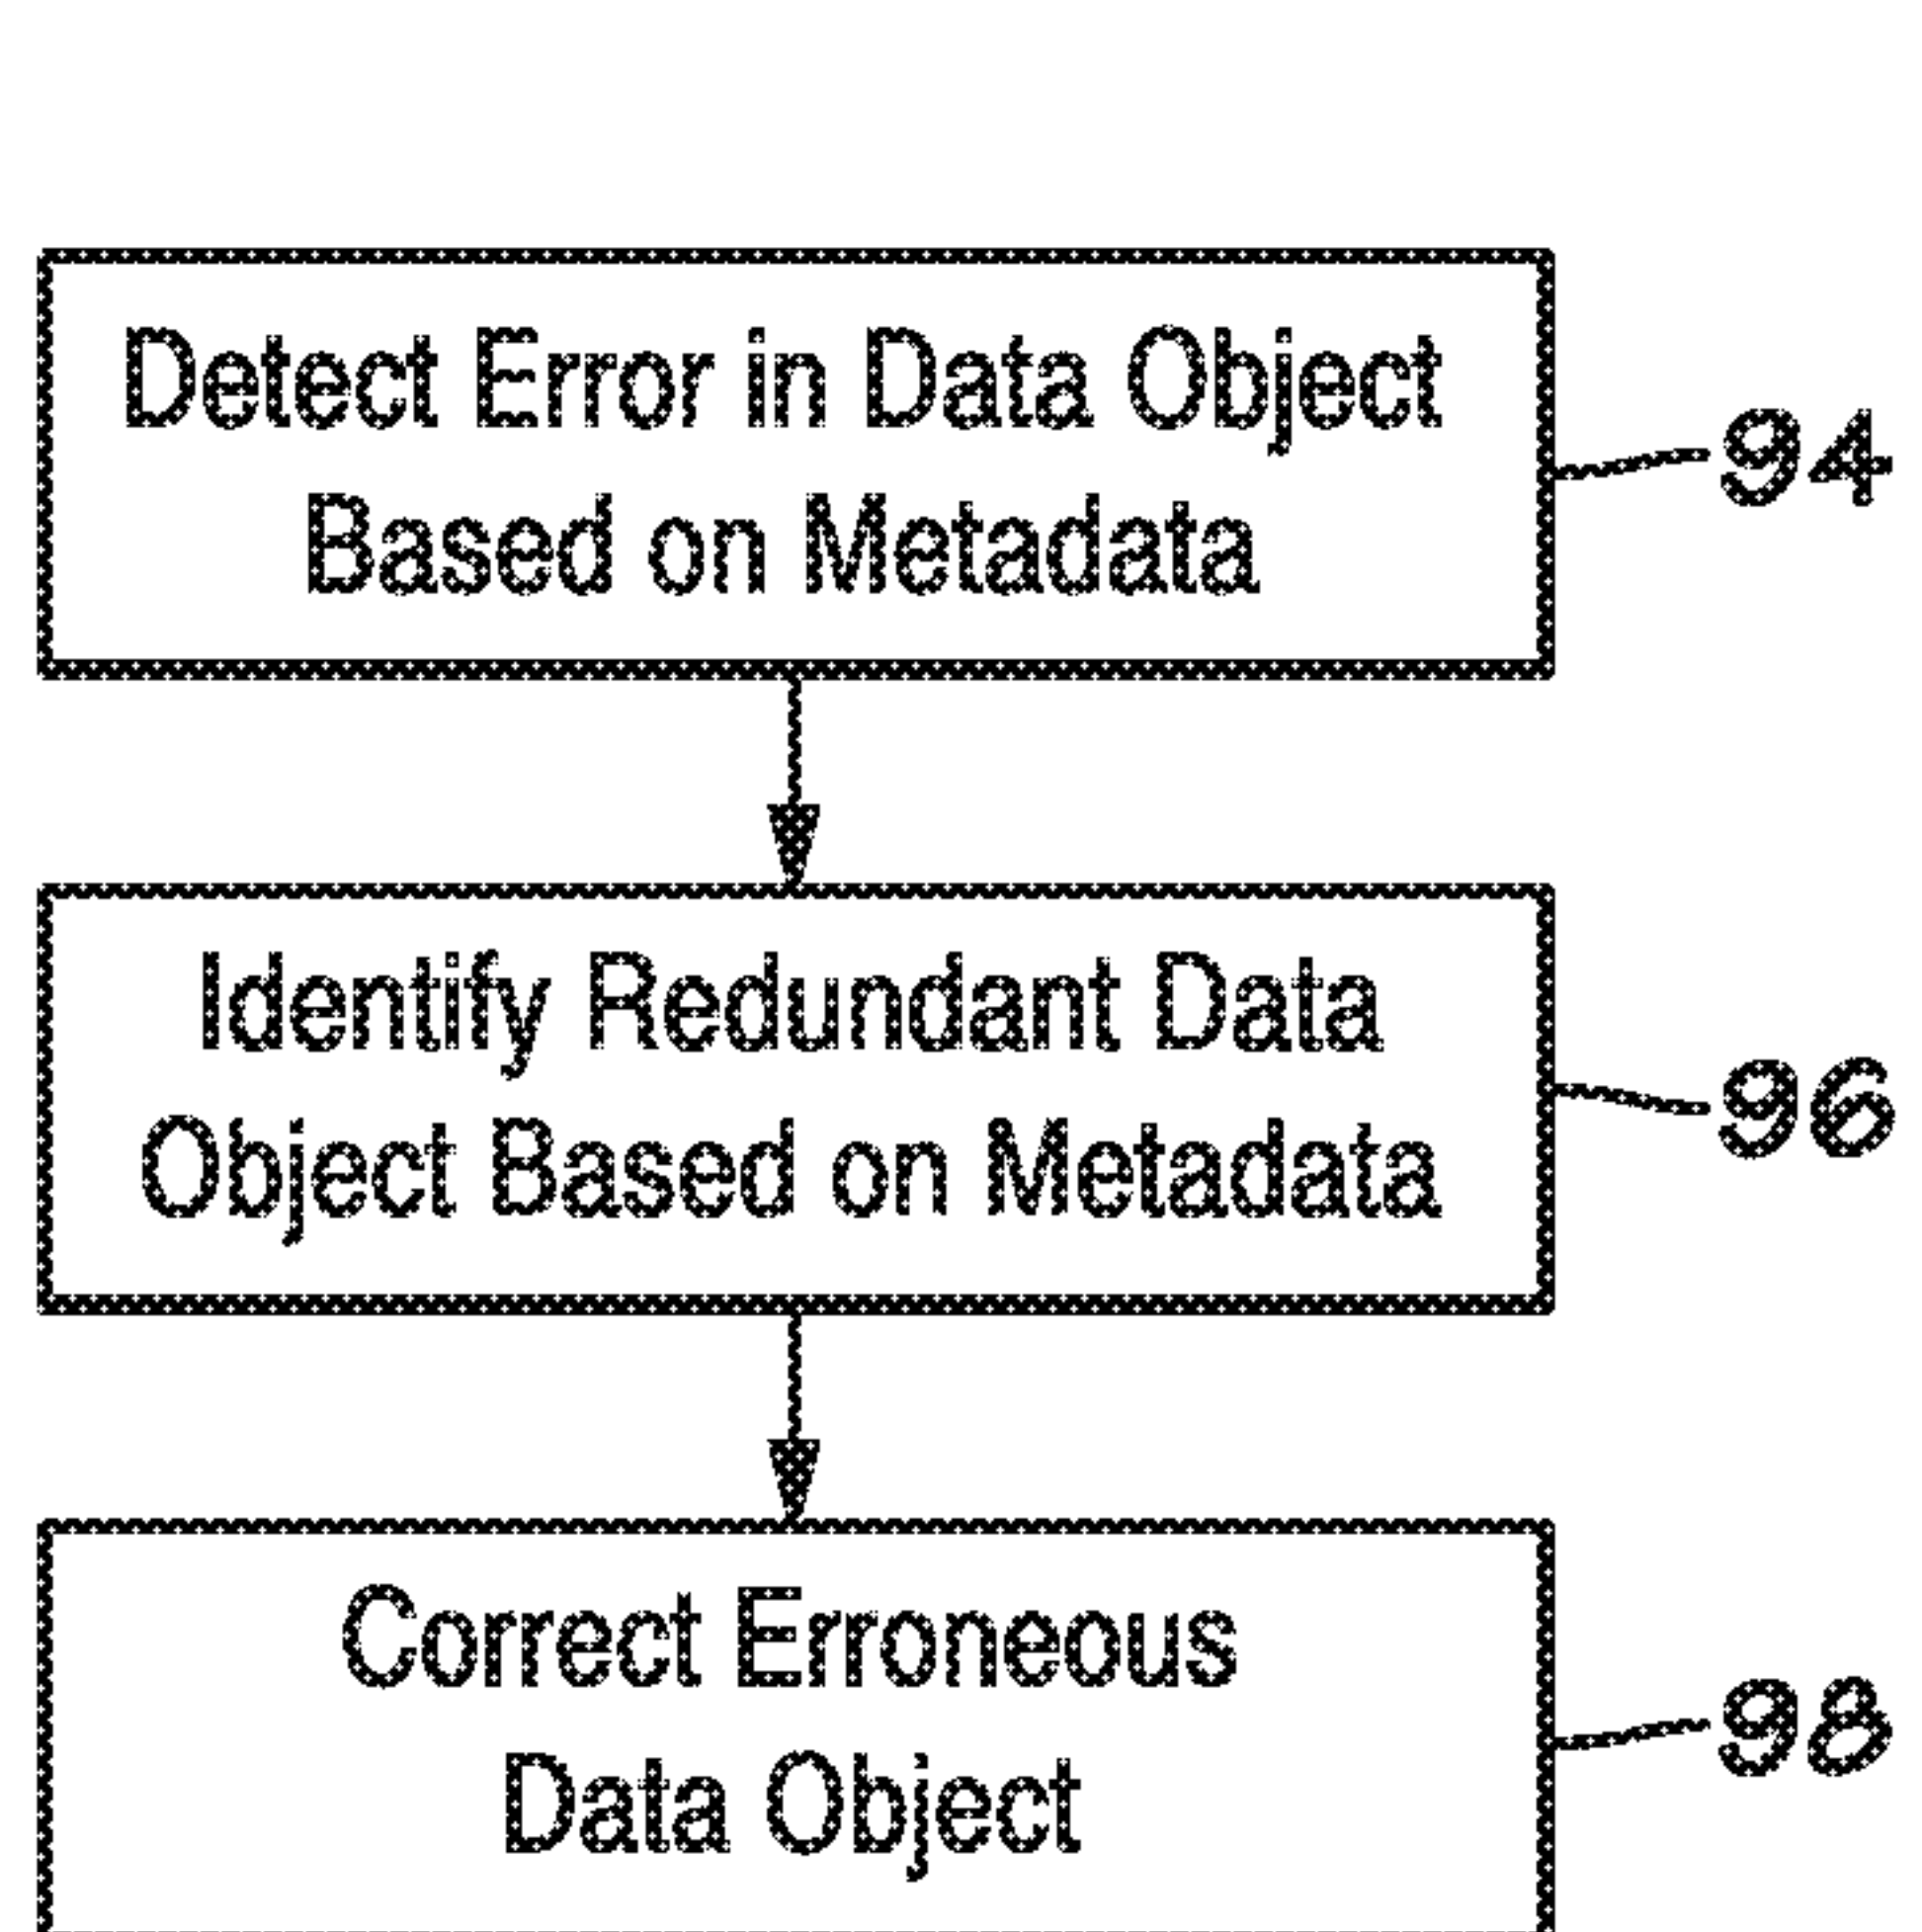 Detect Error in Data Object
Based on Metadata
94
Identify Redundant Data
Object Based on Metadata
96
Correct Erroneous
Data Object
98